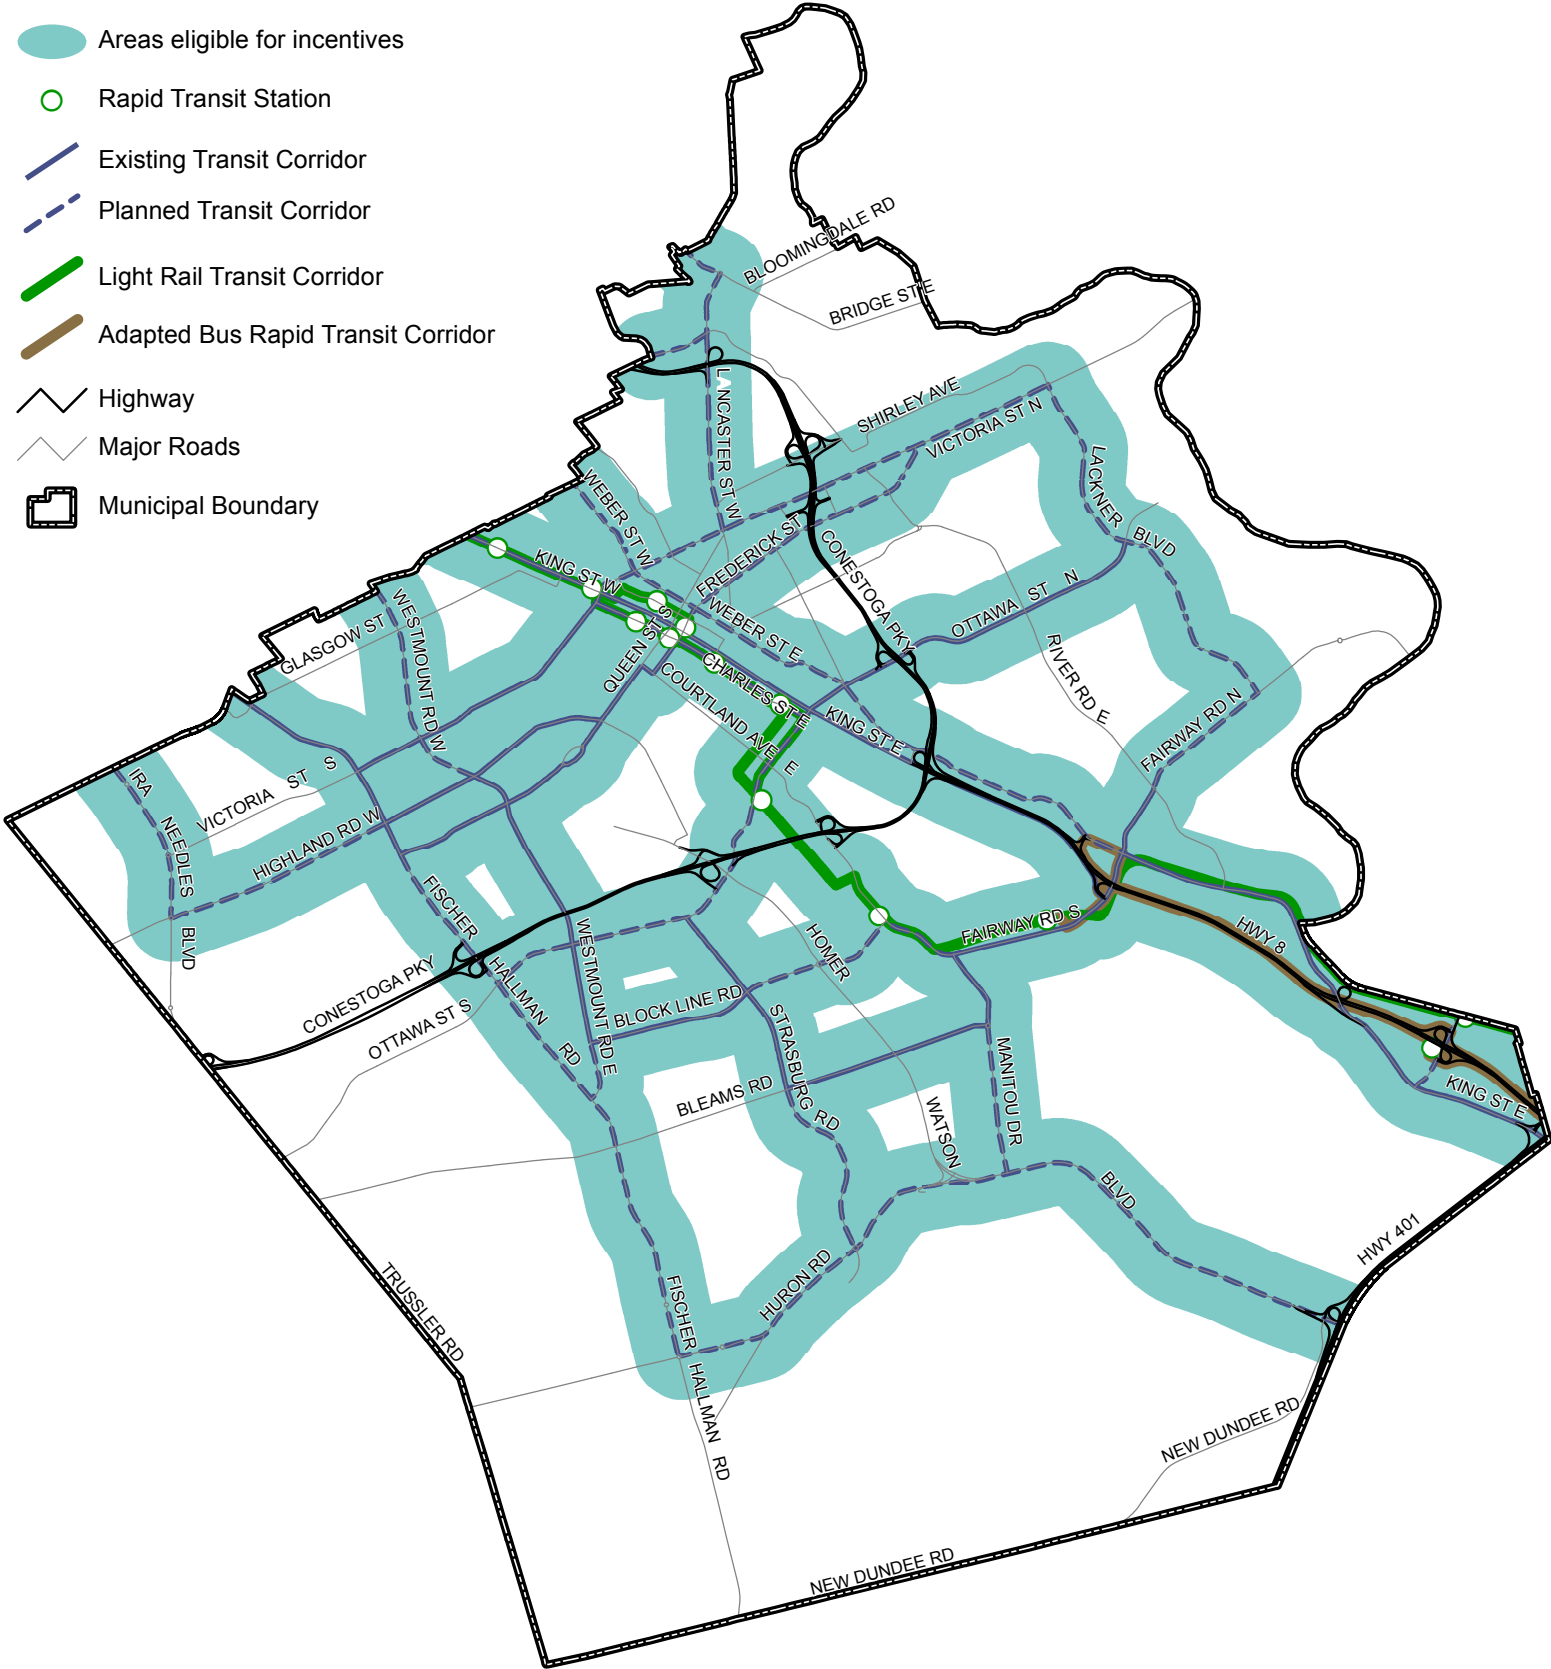 Areas eligible for incentives
Rapid Transit Station
Existing Transit Corridor
Planned Transit Corridor
Light Rail Transit Corridor
Adapted Bus Rapid Transit Corridor
Highway
Major Roads
Municipal Boundary
BLOOMINGDALE RD
BRIDGE ST E
SHIRLEY AVE
VICTORIA ST N
LANCASTER ST W
LACKNER BLVD
WEBER ST W
FREDERICK ST
CONESTOGA PKY
KING ST W
WEBER ST E
OTTAWA ST N
RIVER RD E
FAIRWAY RD N
GLASGOW ST
WESTMOUNT RD W
QUEEN ST S
CHARLES ST E
COURTLAND AVE E
KING ST E
IRA NEEDLES BLVD
VICTORIA ST S
HIGHLAND RD W
FISCHER HALLMAN RD
CONESTOGA PKY
OTTAWA ST S
WESTMOUNT RD E
BLOCK LINE RD
STRASBURG RD
HOMER WATSON BLVD
FAIRWAY RD S
HWY 8
KING ST E
MANITOU DR
BLEAMS RD
HURON RD
FISCHER HALLMAN RD
TRUSSLER RD
HWY 401
NEW DUNDEE RD
NEW DUNDEE RD